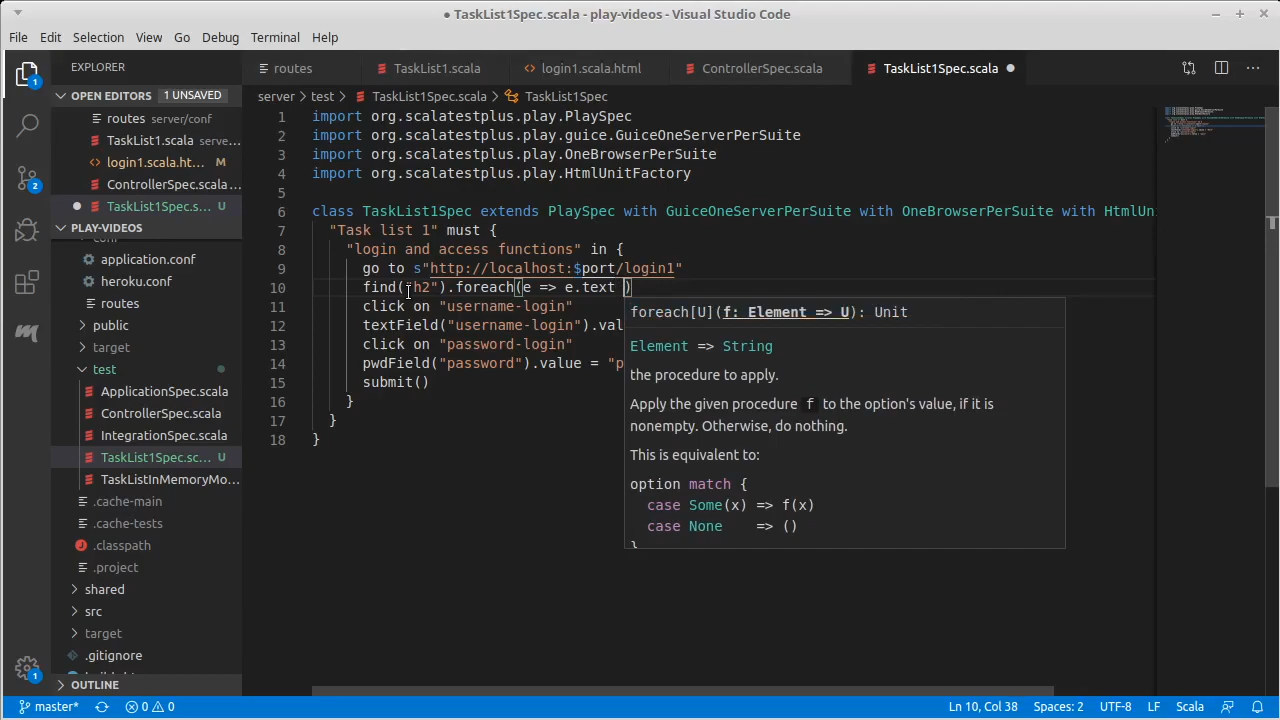 ● TaskList1Spec.scala - play-videos - Visual Studio Code
File Edit Selection View Go Debug Terminal Help
EXPLORER
routes TaskList1.scala login1.scala.html ControllerSpec.scala TaskList1Spec.scala ●
OPEN EDITORS 1 UNSAVED
server › test › TaskList1Spec.scala › TaskList1Spec
routes server/conf
TaskList1.scala serve...
login1.scala.ht... M
ControllerSpec.scala ...
TaskList1Spec.s... U
PLAY-VIDEOS
conf
application.conf
heroku.conf
routes
public
target
test
ApplicationSpec.scala
ControllerSpec.scala
IntegrationSpec.scala
TaskList1Spec.sc... U
TaskListInMemoryMo...
.cache-main
.cache-tests
.classpath
.project
shared
src
target
.gitignore
OUTLINE
1 import org.scalatestplus.play.PlaySpec
2 import org.scalatestplus.play.guice.GuiceOneServerPerSuite
3 import org.scalatestplus.play.OneBrowserPerSuite
4 import org.scalatestplus.play.HtmlUnitFactory
5
6 class TaskList1Spec extends PlaySpec with GuiceOneServerPerSuite with OneBrowserPerSuite with HtmlUni
7 "Task list 1" must {
8 "login and access functions" in {
9 go to s"http://localhost:$port/login1"
10 find("h2").foreach(e => e.text )
11 click on "username-login"
12 textField("username-login").val
13 click on "password-login"
14 pwdField("password").value = "p
15 submit()
16 }
17 }
18 }
foreach[U](f: Element => U): Unit
Element => String
the procedure to apply.
Apply the given procedure f to the option's value, if it is
nonempty. Otherwise, do nothing.
This is equivalent to:
option match {
case Some(x) => f(x)
case None => ()
}
1
2
1
master* 0 0 Ln 10, Col 38 Spaces: 2 UTF-8 LF Scala